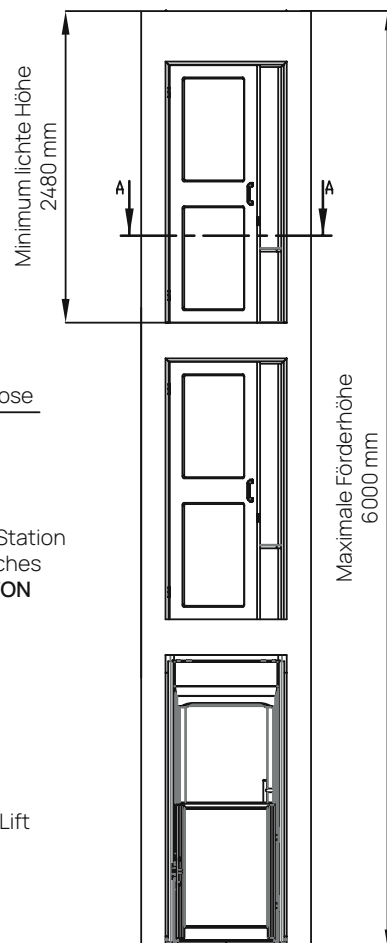 Minimum lichte Höhe
2480 mm
A
A
ose
Station
ches
ON
Maximale Förderhöhe
6000 mm
Lift